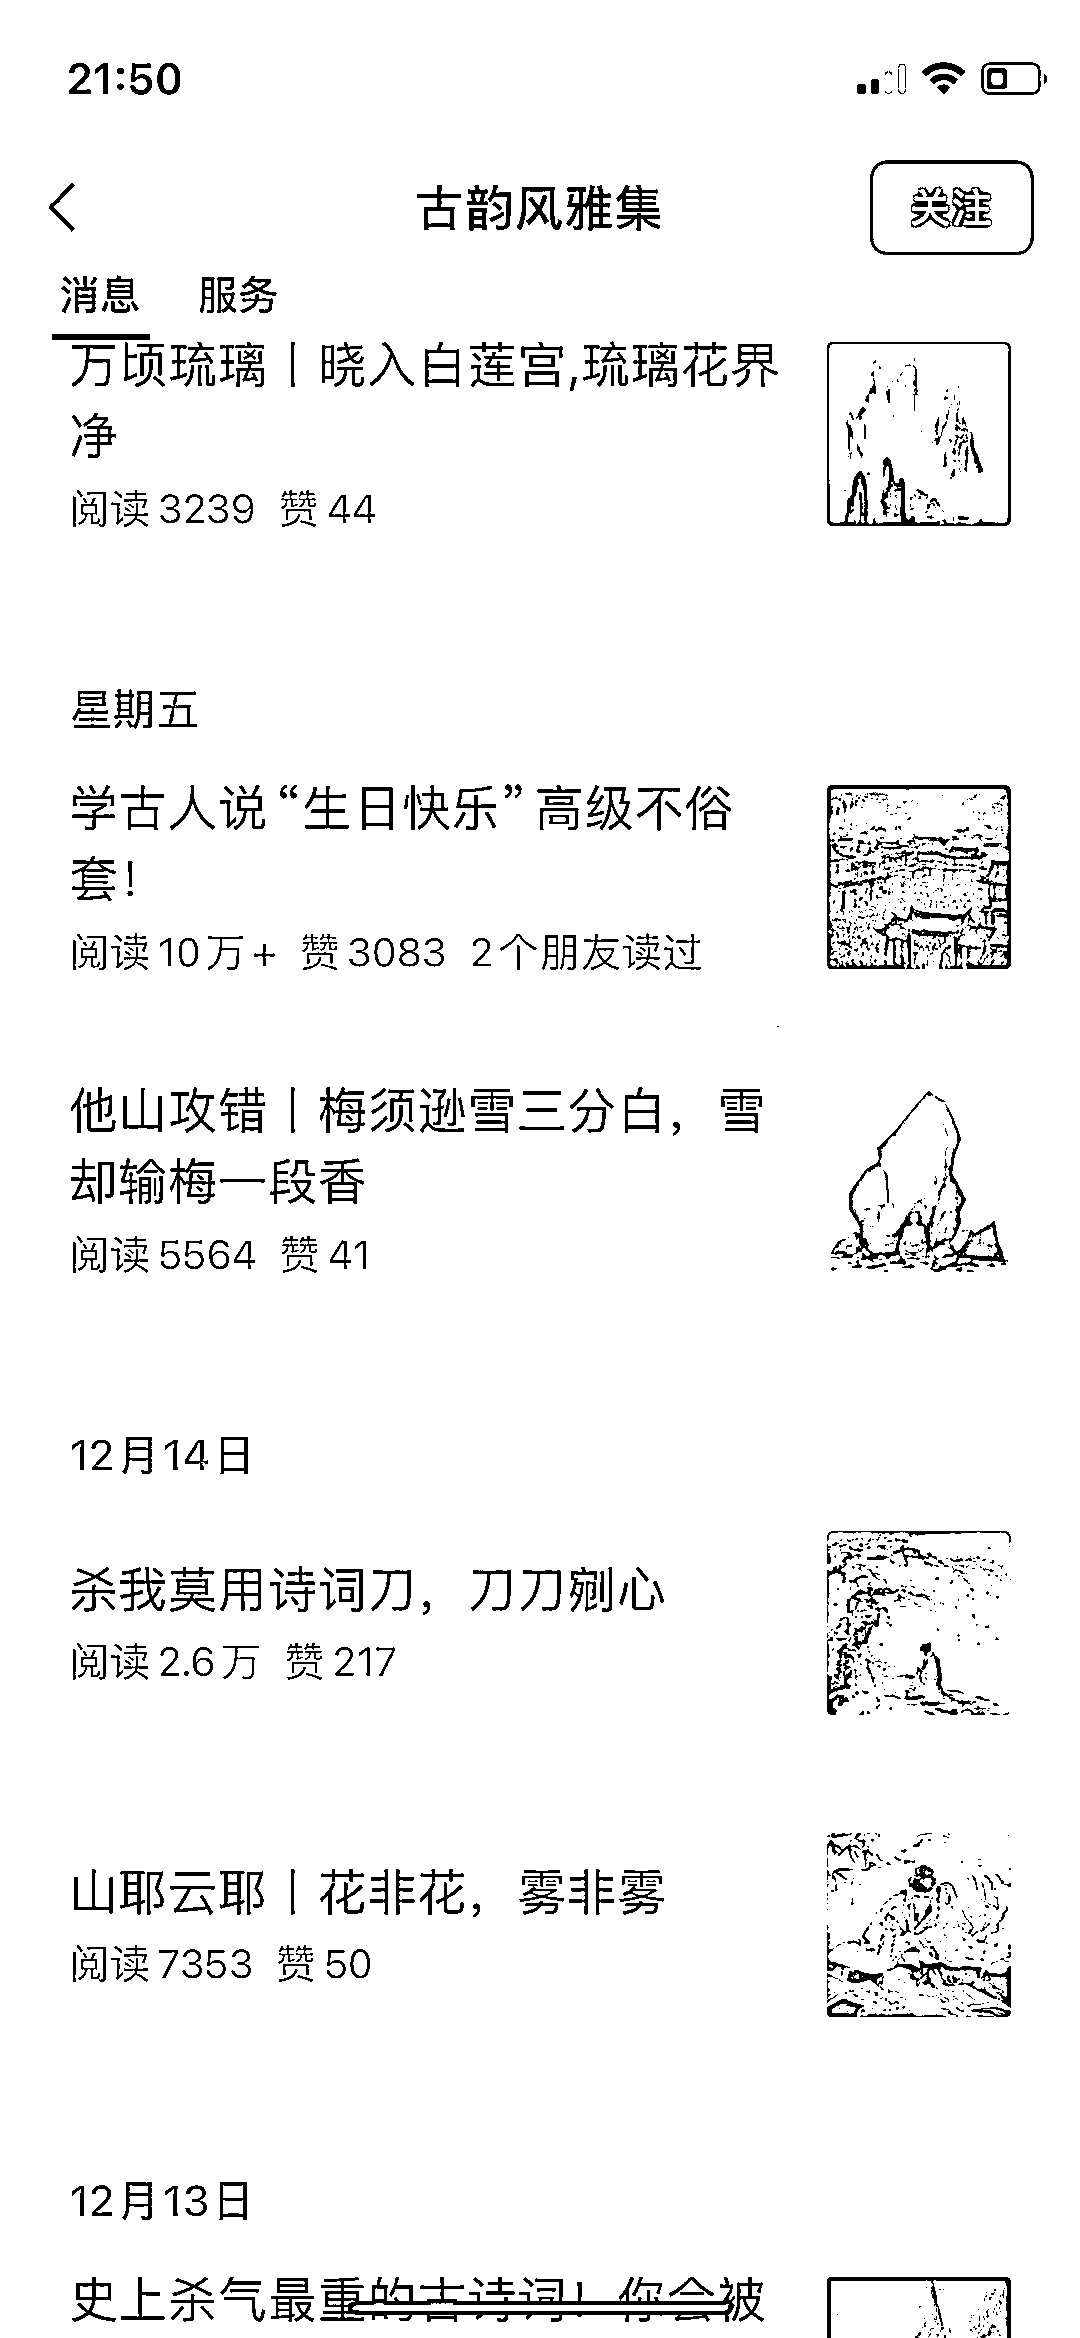 21:50
古韵风雅集
关注
消息 服务
万顷琉璃丨晓入白莲宫,琉璃花界
净
阅读 3239 赞 44
星期五
学古人说“生日快乐”高级不俗
套！
阅读 10万+ 赞 3083 2个朋友读过
他山攻错丨梅须逊雪三分白，雪
却输梅一段香
阅读 5564 赞 41
12月14日
杀我莫用诗词刀，刀刀剜心
阅读 2.6万 赞 217
山耶云耶丨花非花，雾非雾
阅读 7353 赞 50
12月13日
史上杀气最重的古诗词！你会被